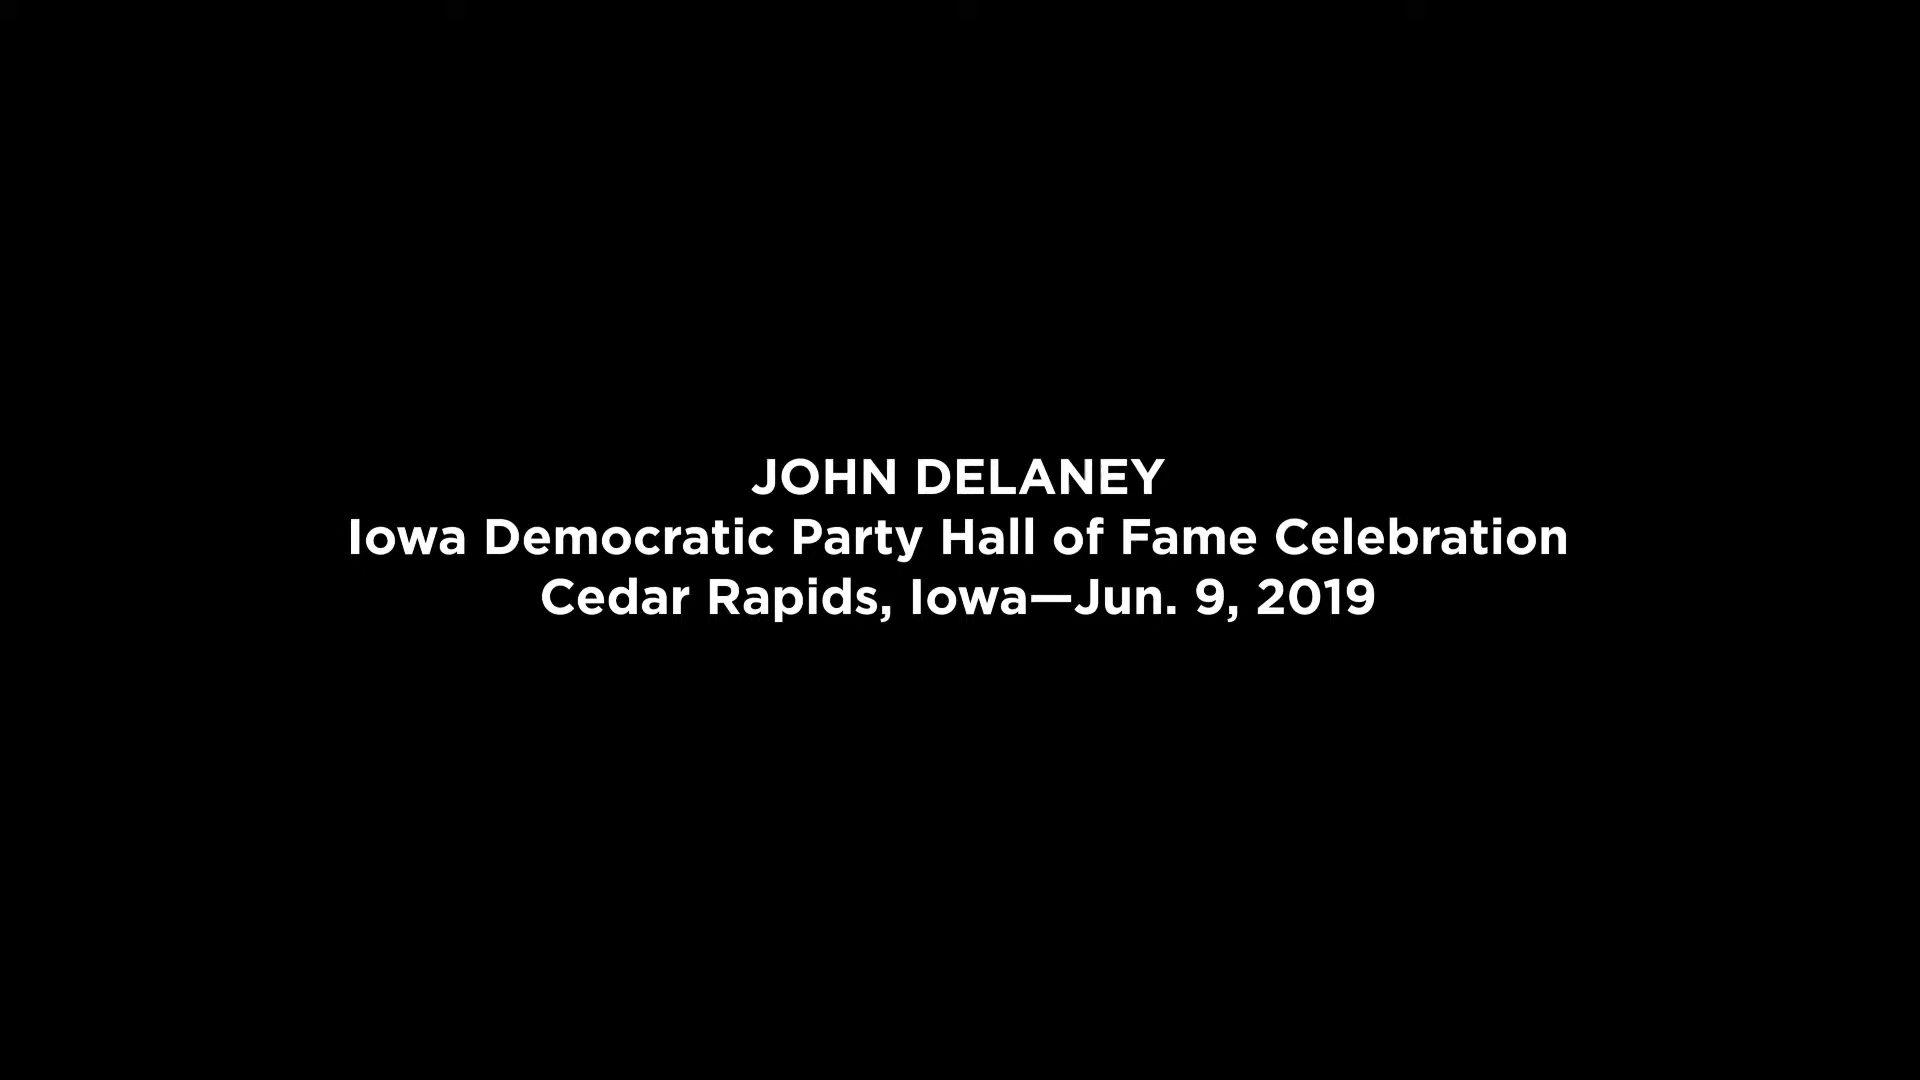 JOHN DELANEY
Iowa Democratic Party Hall of Fame Celebration
Cedar Rapids, Iowa—Jun. 9, 2019